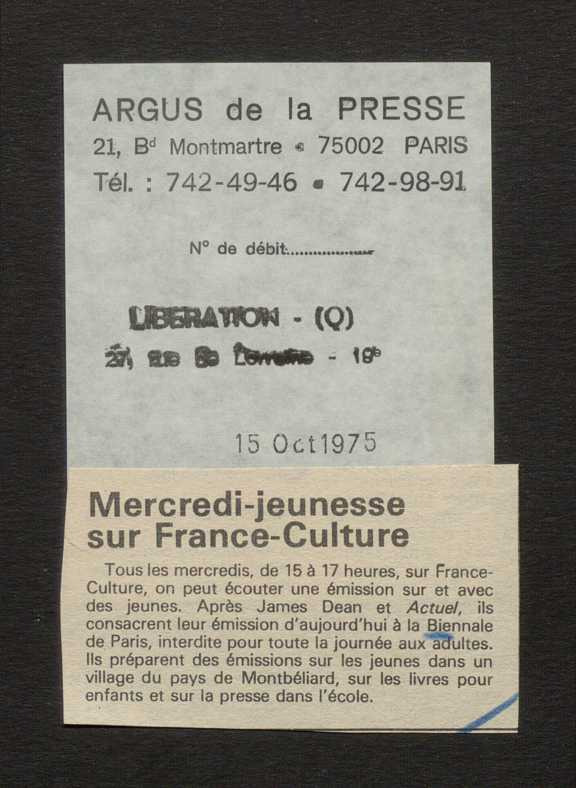 ARGUS de la PRESSE
21, Bd Montmartre • 75002 PARIS
Tél. : 742-49-46 • 742-98-91
N° de débit...................
LIBERATION - (Q)
27, rue de Lorraine - 19e
15 Oct 1975
Mercredi-jeunesse
sur France-Culture
Tous les mercredis, de 15 à 17 heures, sur France-
Culture, on peut écouter une émission sur et avec
des jeunes. Après James Dean et Actuel, ils
consacrent leur émission d'aujourd'hui à la Biennale
de Paris, interdite pour toute la journée aux adultes.
Ils préparent des émissions sur les jeunes dans un
village du pays de Montbéliard, sur les livres pour
enfants et sur la presse dans l'école.